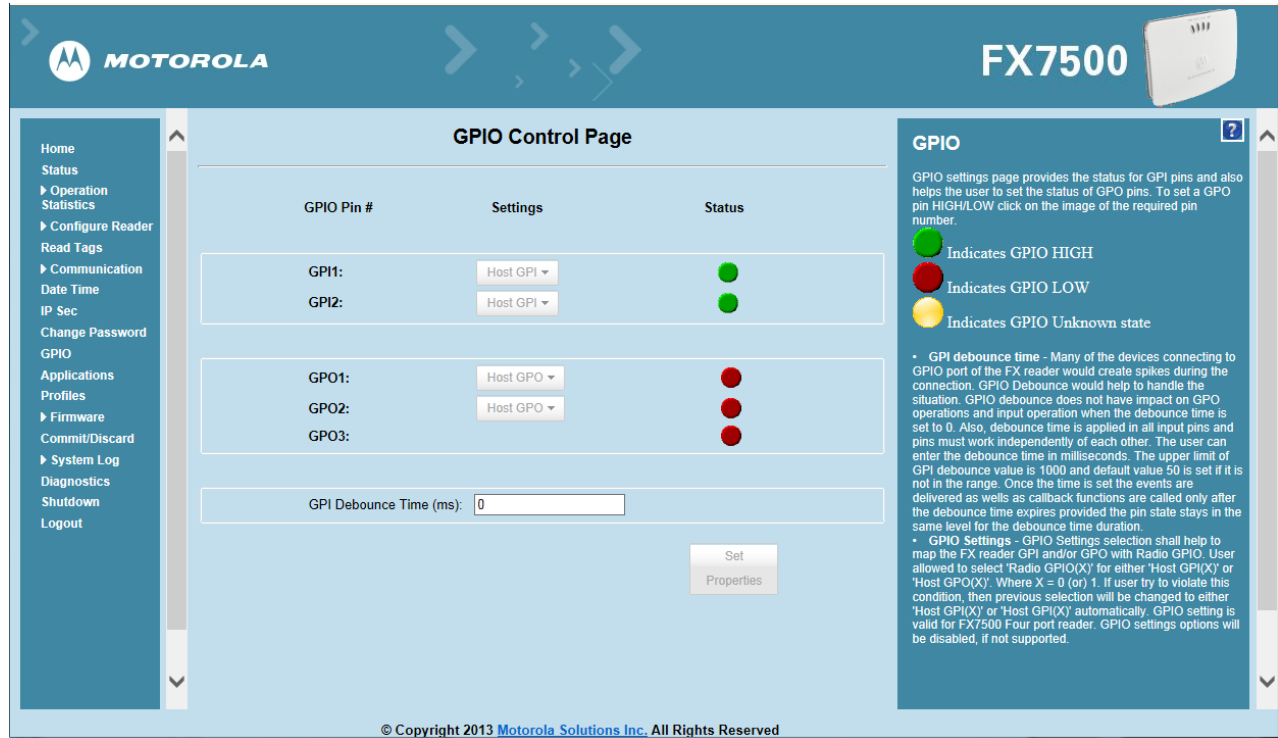 MOTOROLA
FX7500
Home
Status
Operation
Statistics
Configure Reader
Read Tags
Communication
Date Time
IP Sec
Change Password
GPIO
Applications
Profiles
Firmware
Commit/Discard
System Log
Diagnostics
Shutdown
Logout
GPIO Control Page
GPIO Pin # Settings Status
GPI1: Host GPI
GPI2: Host GPI
GPO1: Host GPO
GPO2: Host GPO
GPO3:
GPI Debounce Time (ms): 0
Set
Properties
?
GPIO
GPIO settings page provides the status for GPI pins and also
helps the user to set the status of GPO pins. To set a GPO
pin HIGH/LOW click on the image of the required pin
number.
Indicates GPIO HIGH
Indicates GPIO LOW
Indicates GPIO Unknown state
• GPI debounce time - Many of the devices connecting to
GPIO port of the FX reader would create spikes during the
connection. GPIO Debounce would help to handle the
situation. GPIO debounce does not have impact on GPO
operations and input operation when the debounce time is
set to 0. Also, debounce time is applied in all input pins and
pins must work independently of each other. The user can
enter the debounce time in milliseconds. The upper limit of
GPI debounce value is 1000 and default value 50 is set if it is
not in the range. Once the time is set the events are
delivered as wells as callback functions are called only after
the debounce time expires provided the pin state stays in the
same level for the debounce time duration.
• GPIO Settings - GPIO Settings selection shall help to
map the FX reader GPI and/or GPO with Radio GPIO. User
allowed to select 'Radio GPIO(X)' for either 'Host GPI(X)' or
'Host GPO(X)'. Where X = 0 (or) 1. If user try to violate this
condition, then previous selection will be changed to either
'Host GPI(X)' or 'Host GPI(X)' automatically. GPIO setting is
valid for FX7500 Four port reader. GPIO settings options will
be disabled, if not supported.
© Copyright 2013 Motorola Solutions Inc. All Rights Reserved